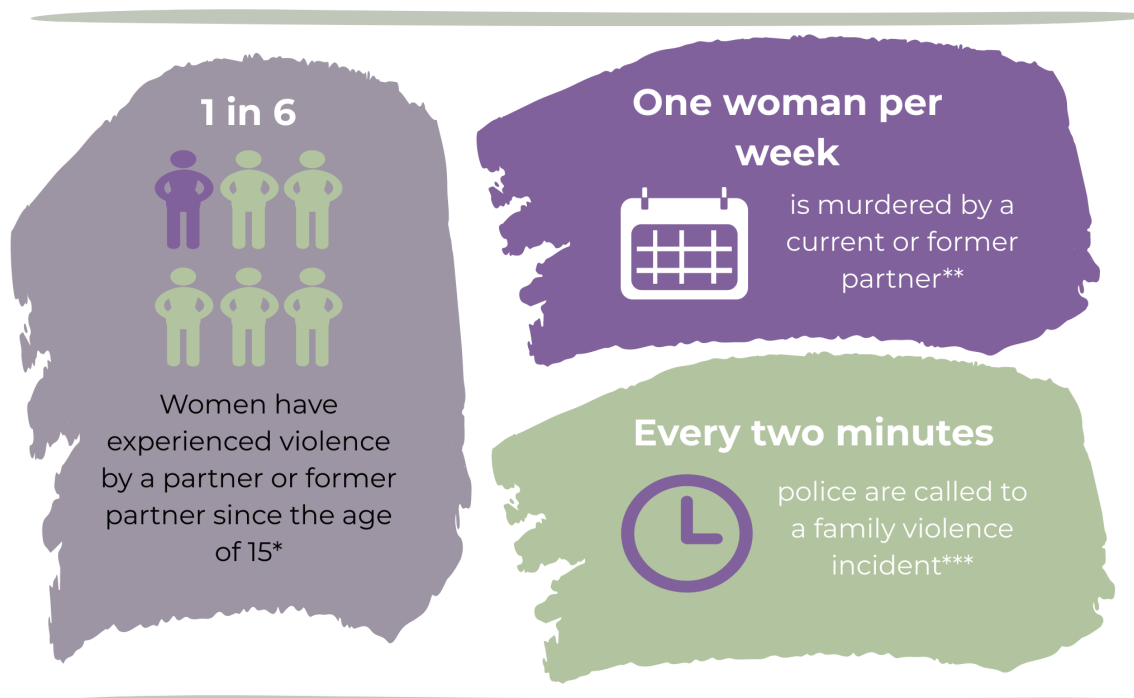 1 in 6
Women have
experienced violence
by a partner or former
partner since the age
of 15*
One woman per
week
is murdered by a
current or former
partner**
Every two minutes
police are called to
a family violence
incident***